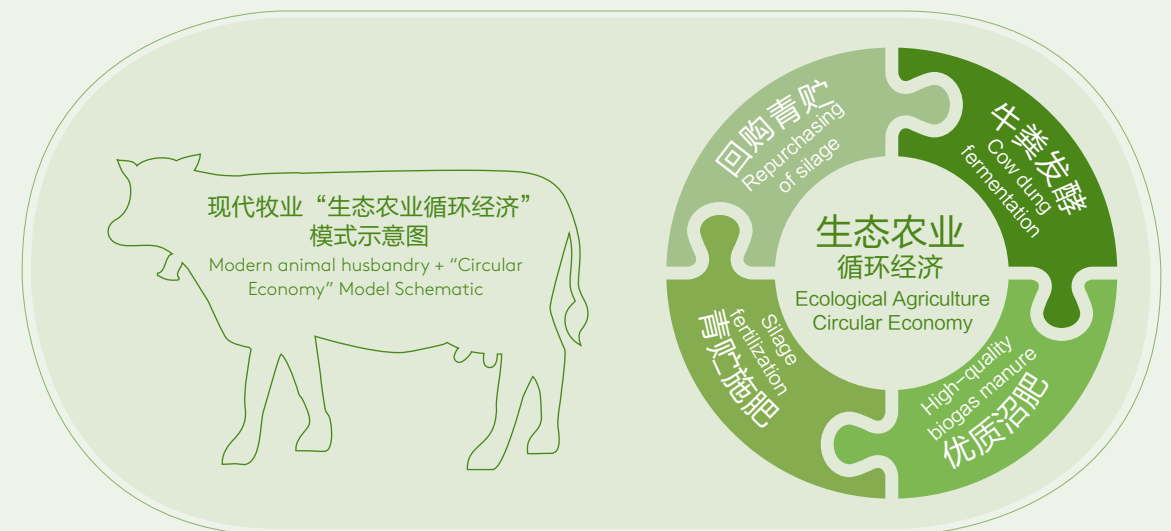 现代牧业“生态农业循环经济”
模式示意图
Modern animal husbandry + “Circular
Economy” Model Schematic
回购青贮
Repurchasing
of silage
牛粪发酵
Cow dung
fermentation
生态农业
循环经济
Ecological Agriculture
Circular Economy
High-quality
biogas manure
优质沼肥
Silage
fertilization
青贮施肥